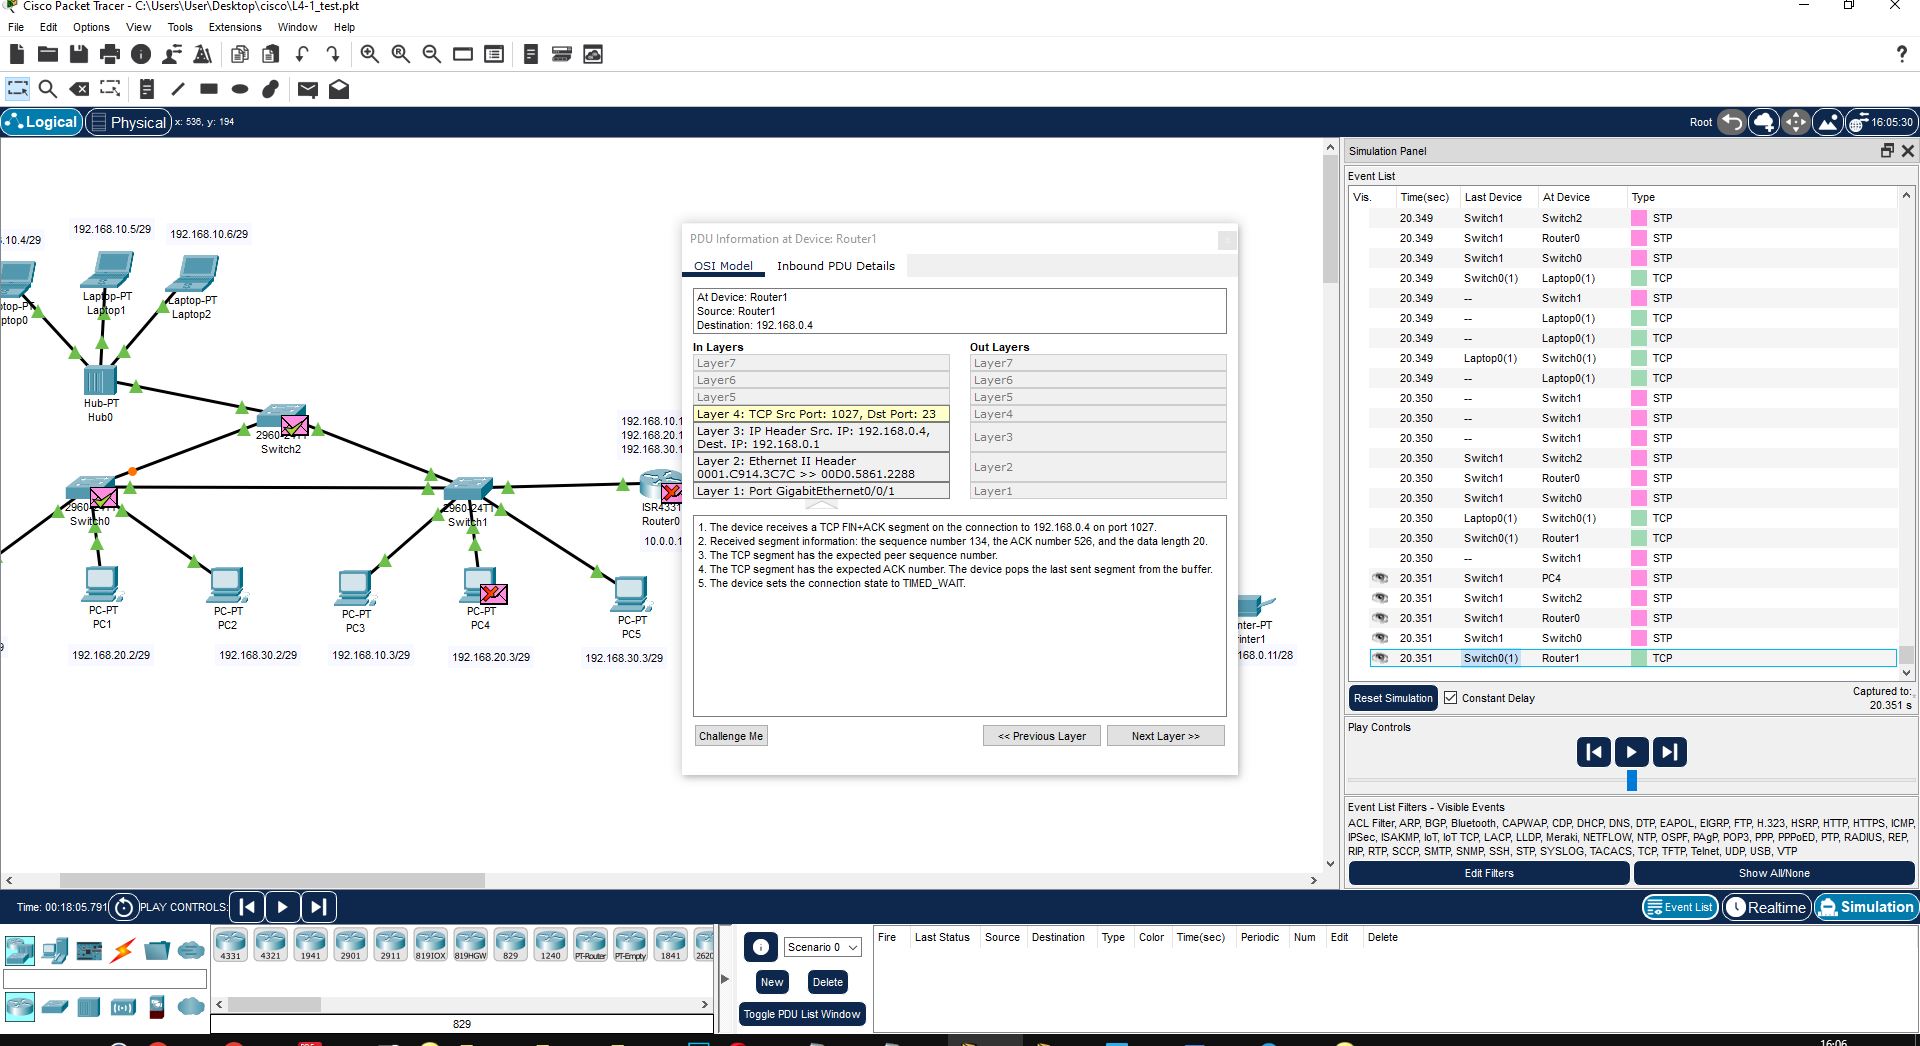 Cisco Packet Tracer - C:\Users\User\Desktop\cisco\L4-1_test.pkt
File Edit Options View Tools Extensions Window Help
Logical Physical x: 536, y: 194
Root 16:05:30
192.168.10.5/29
192.168.10.6/29
.10.4/29
Laptop-PT
Laptop1
Laptop-PT
Laptop2
top-PT
ptop0
Hub-PT
Hub0
2960-24TT
Switch2
2960-24TT
Switch0
2960-24TT
Switch1
192.168.10.1
192.168.20.1
192.168.30.1
ISR4331
Router0
10.0.0.1
PC-PT
PC1
PC-PT
PC2
PC-PT
PC3
PC-PT
PC4
PC-PT
PC5
192.168.20.2/29
192.168.30.2/29
192.168.10.3/29
192.168.20.3/29
192.168.30.3/29
9
nter-PT
inter1
168.0.11/28
PDU Information at Device: Router1
OSI Model Inbound PDU Details
At Device: Router1
Source: Router1
Destination: 192.168.0.4
In Layers
Layer7
Layer6
Layer5
Layer 4: TCP Src Port: 1027, Dst Port: 23
Layer 3: IP Header Src. IP: 192.168.0.4,
Dest. IP: 192.168.0.1
Layer 2: Ethernet II Header
0001.C914.3C7C >> 00D0.5861.2288
Layer 1: Port GigabitEthernet0/0/1
Out Layers
Layer7
Layer6
Layer5
Layer4
Layer3
Layer2
Layer1
1. The device receives a TCP FIN+ACK segment on the connection to 192.168.0.4 on port 1027.
2. Received segment information: the sequence number 134, the ACK number 526, and the data length 20.
3. The TCP segment has the expected peer sequence number.
4. The TCP segment has the expected ACK number. The device pops the last sent segment from the buffer.
5. The device sets the connection state to TIMED_WAIT.
Challenge Me << Previous Layer Next Layer >>
Simulation Panel
Event List
Vis. Time(sec) Last Device At Device Type
20.349 Switch1 Switch2 STP
20.349 Switch1 Router0 STP
20.349 Switch1 Switch0 STP
20.349 Switch0(1) Laptop0(1) TCP
20.349 -- Switch1 STP
20.349 -- Laptop0(1) TCP
20.349 -- Laptop0(1) TCP
20.349 Laptop0(1) Switch0(1) TCP
20.349 -- Laptop0(1) TCP
20.350 -- Switch1 STP
20.350 -- Switch1 STP
20.350 -- Switch1 STP
20.350 Switch1 Switch2 STP
20.350 Switch1 Router0 STP
20.350 Switch1 Switch0 STP
20.350 Laptop0(1) Switch0(1) TCP
20.350 Switch0(1) Router1 TCP
20.350 -- Switch1 STP
20.351 Switch1 PC4 STP
20.351 Switch1 Switch2 STP
20.351 Switch1 Router0 STP
20.351 Switch1 Switch0 STP
20.351 Switch0(1) Router1 TCP
Reset Simulation Constant Delay
Captured to:
20.351 s
Play Controls
Event List Filters - Visible Events
ACL Filter, ARP, BGP, Bluetooth, CAPWAP, CDP, DHCP, DNS, DTP, EAPOL, EIGRP, FTP, H.323, HSRP, HTTP, HTTPS, ICMP,
IPSec, ISAKMP, IoT, IoT TCP, LACP, LLDP, Meraki, NETFLOW, NTP, OSPF, PAgP, POP3, PPP, PPPoED, PTP, RADIUS, REP,
RIP, RTP, SCCP, SMTP, SNMP, SSH, STP, SYSLOG, TACACS, TCP, TFTP, Telnet, UDP, USB, VTP
Edit Filters Show All/None
Time: 00:18:05.791 PLAY CONTROLS:
Event List Realtime Simulation
4331 4321 1941 2901 2911 819IOX 819HGW 829 1240 PT-Router PT-Empty 1841 2620
829
Scenario 0
New Delete
Toggle PDU List Window
Fire Last Status Source Destination Type Color Time(sec) Periodic Num Edit Delete
16:06